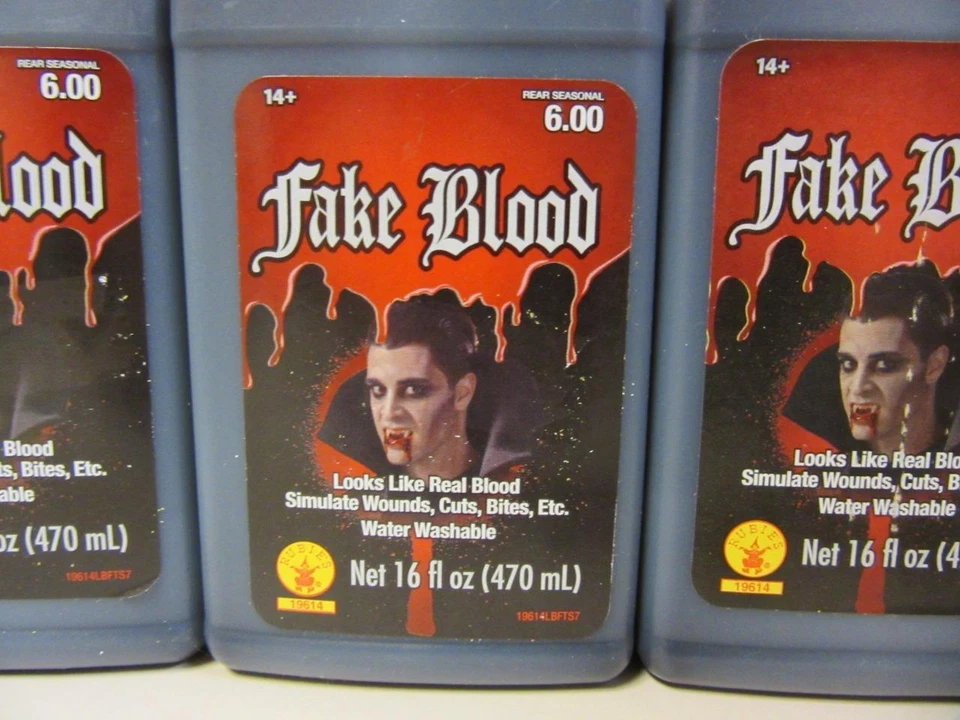 REAR SEASONAL
6.00
lood
Blood
ts, Bites, Etc.
able
oz (470 mL)
19614LBFTS7
14+
REAR SEASONAL
6.00
Fake Blood
Looks Like Real Blood
Simulate Wounds, Cuts, Bites, Etc.
Water Washable
RUBIE'S
19614
Net 16 fl oz (470 mL)
19614LBFTS7
14+
Fake B
Looks Like Real Blo
Simulate Wounds, Cuts, B
Water Washable
RUBIE'S
19614
Net 16 fl oz (4